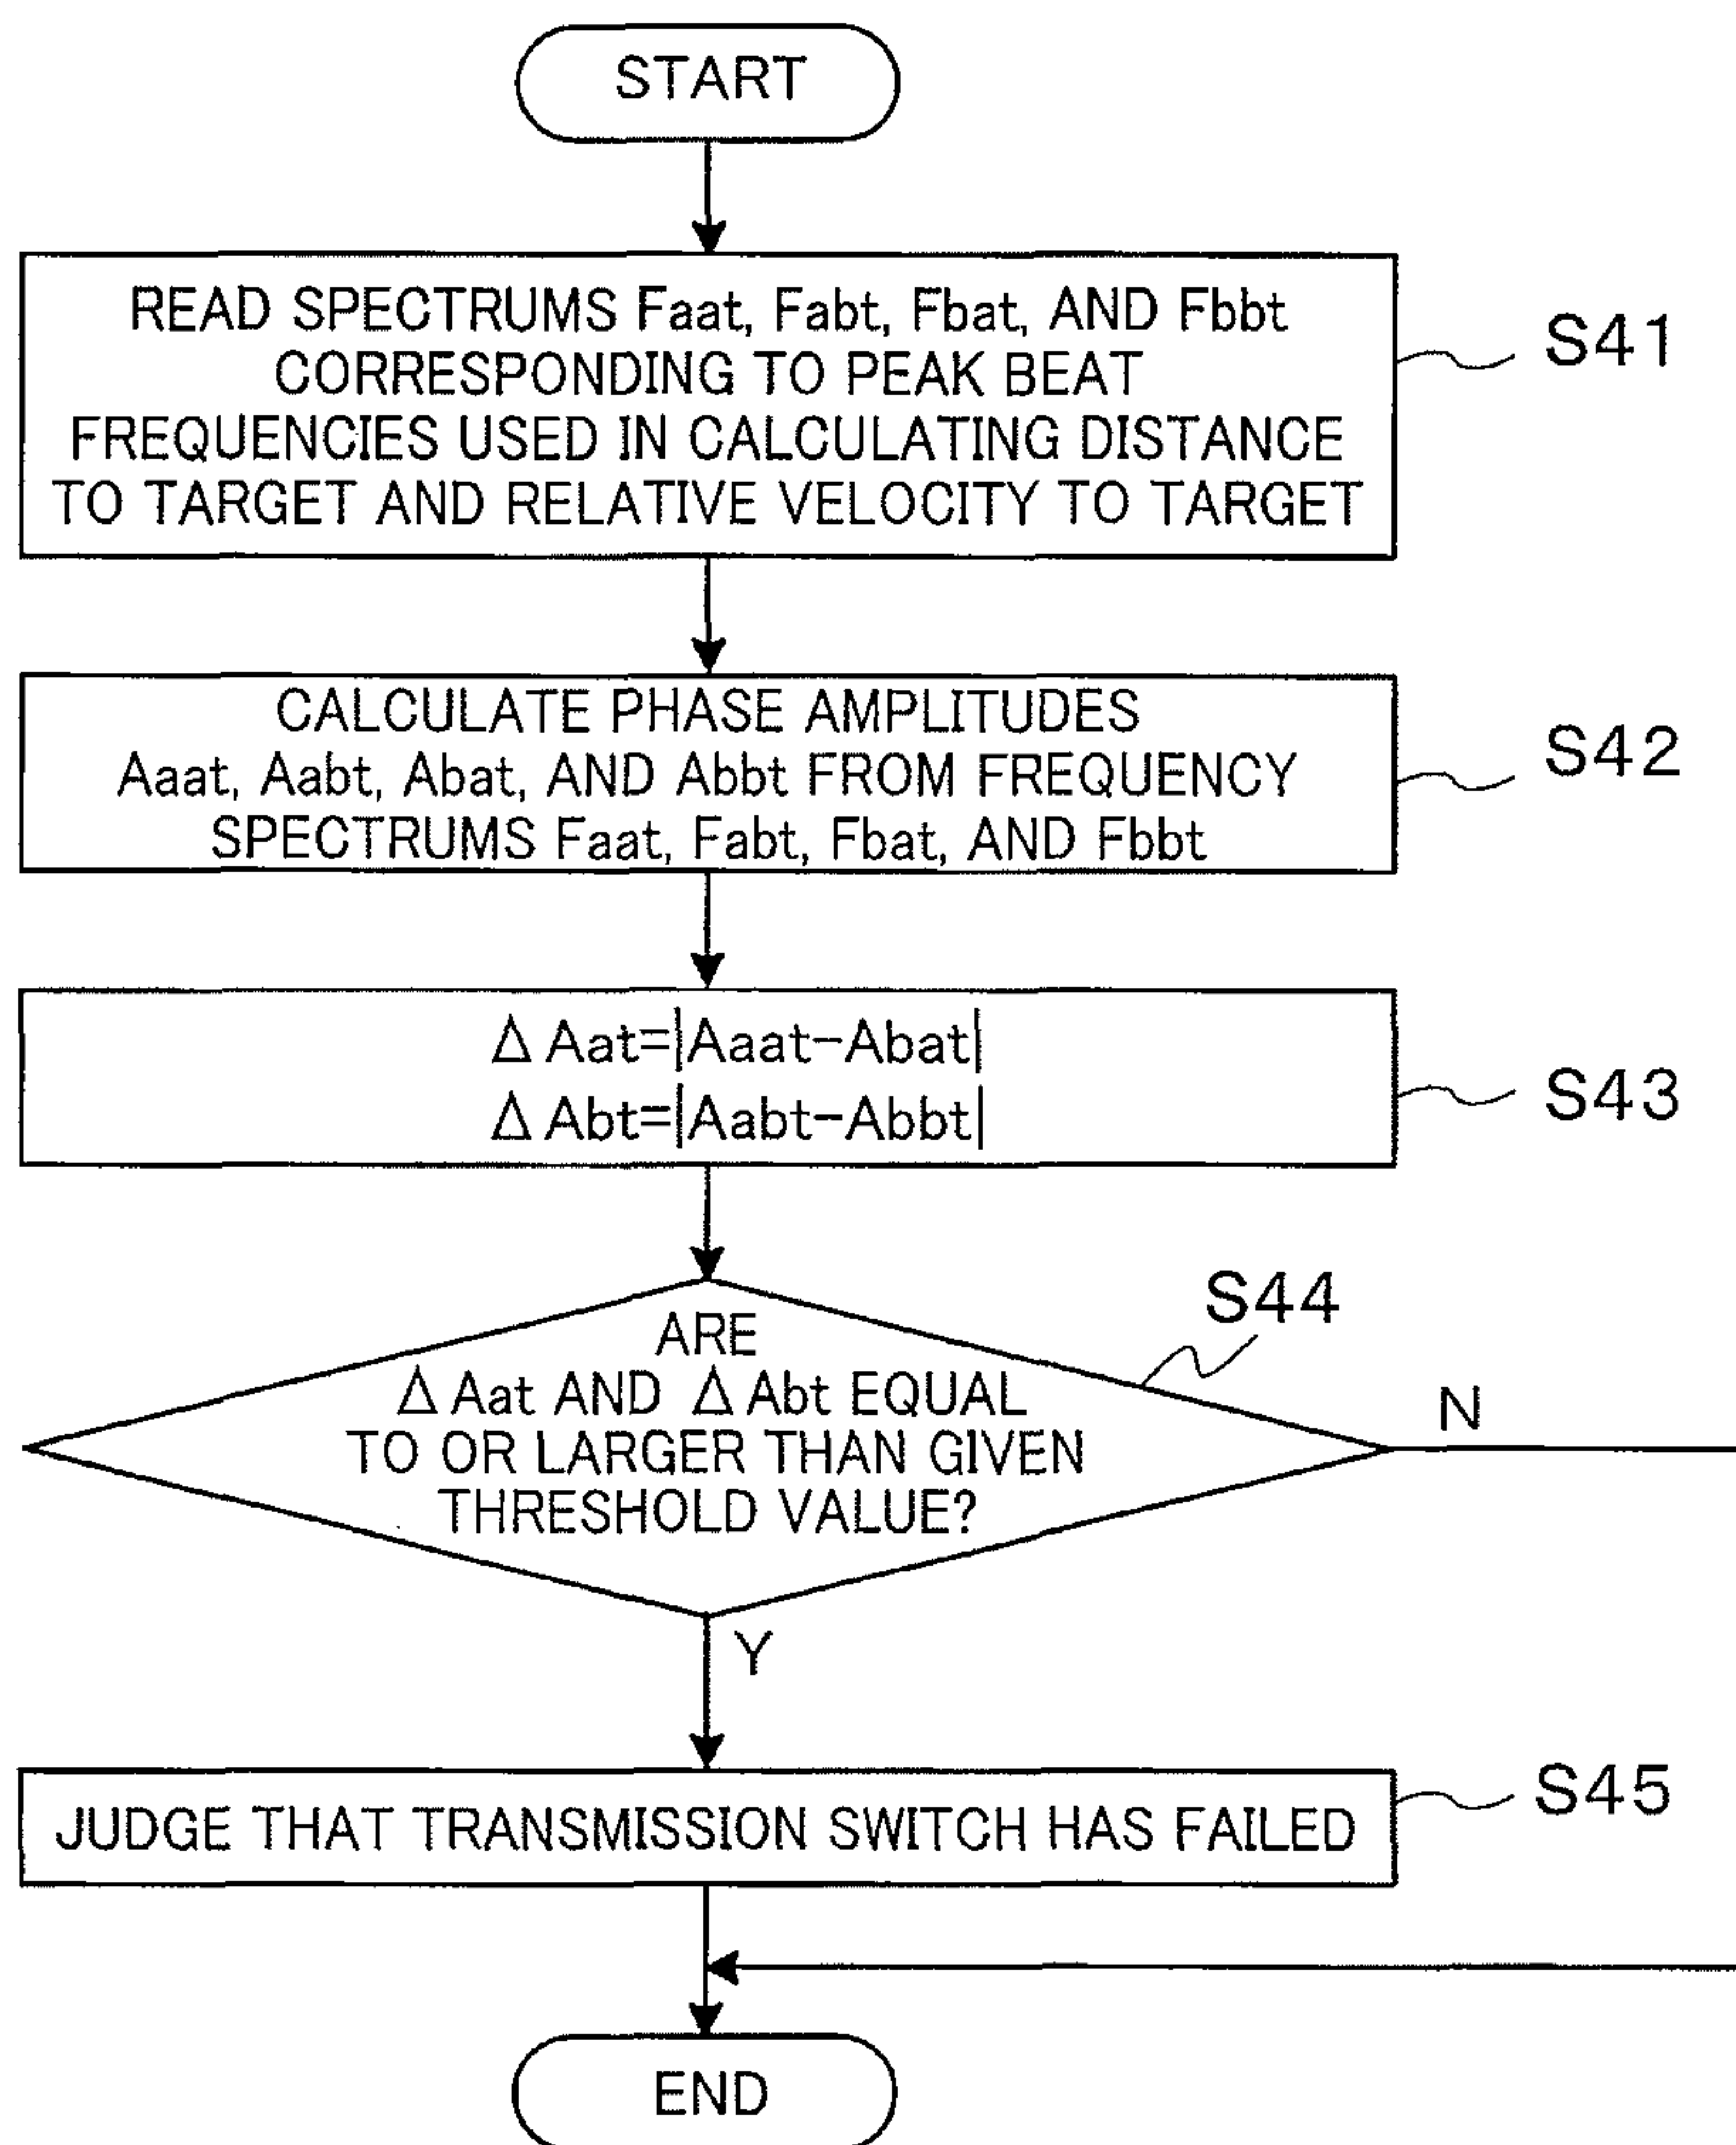 START
READ SPECTRUMS Faat, Fabt, Fbat, AND Fbbt
CORRESPONDING TO PEAK BEAT
FREQUENCIES USED IN CALCULATING DISTANCE
TO TARGET AND RELATIVE VELOCITY TO TARGET
S41
CALCULATE PHASE AMPLITUDES
Aaat, Aabt, Abat, AND Abbt FROM FREQUENCY
SPECTRUMS Faat, Fabt, Fbat, AND Fbbt
S42
Δ Aat=|Aaat-Abat|
Δ Abt=|Aabt-Abbt|
S43
S44
ARE
Δ Aat AND Δ Abt EQUAL
TO OR LARGER THAN GIVEN
THRESHOLD VALUE?
N
Y
JUDGE THAT TRANSMISSION SWITCH HAS FAILED
S45
END